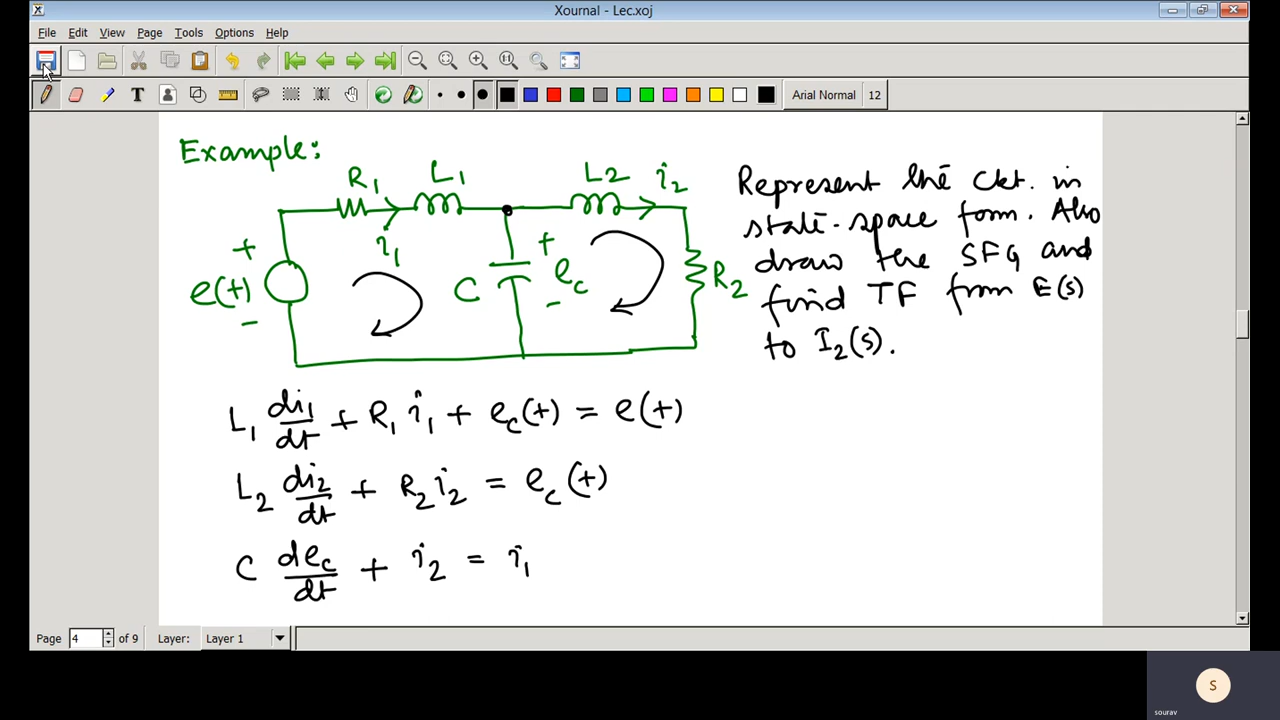 Xournal - Lec.xoj
File Edit View Page Tools Options Help
Arial Normal 12
Example:
R1 L1 L2 i2
i1
+
e(t)
-
C
+
ec
-
R2
Represent the Ckt. in
state-space form. Also
draw the SFG and
find TF from E(s)
to I2(s).
L1 di1/dt + R1 i1 + ec(t) = e(t)
L2 di2/dt + R2 i2 = ec(t)
C dec/dt + i2 = i1
Page 4 of 9 Layer: Layer 1
S
sourav